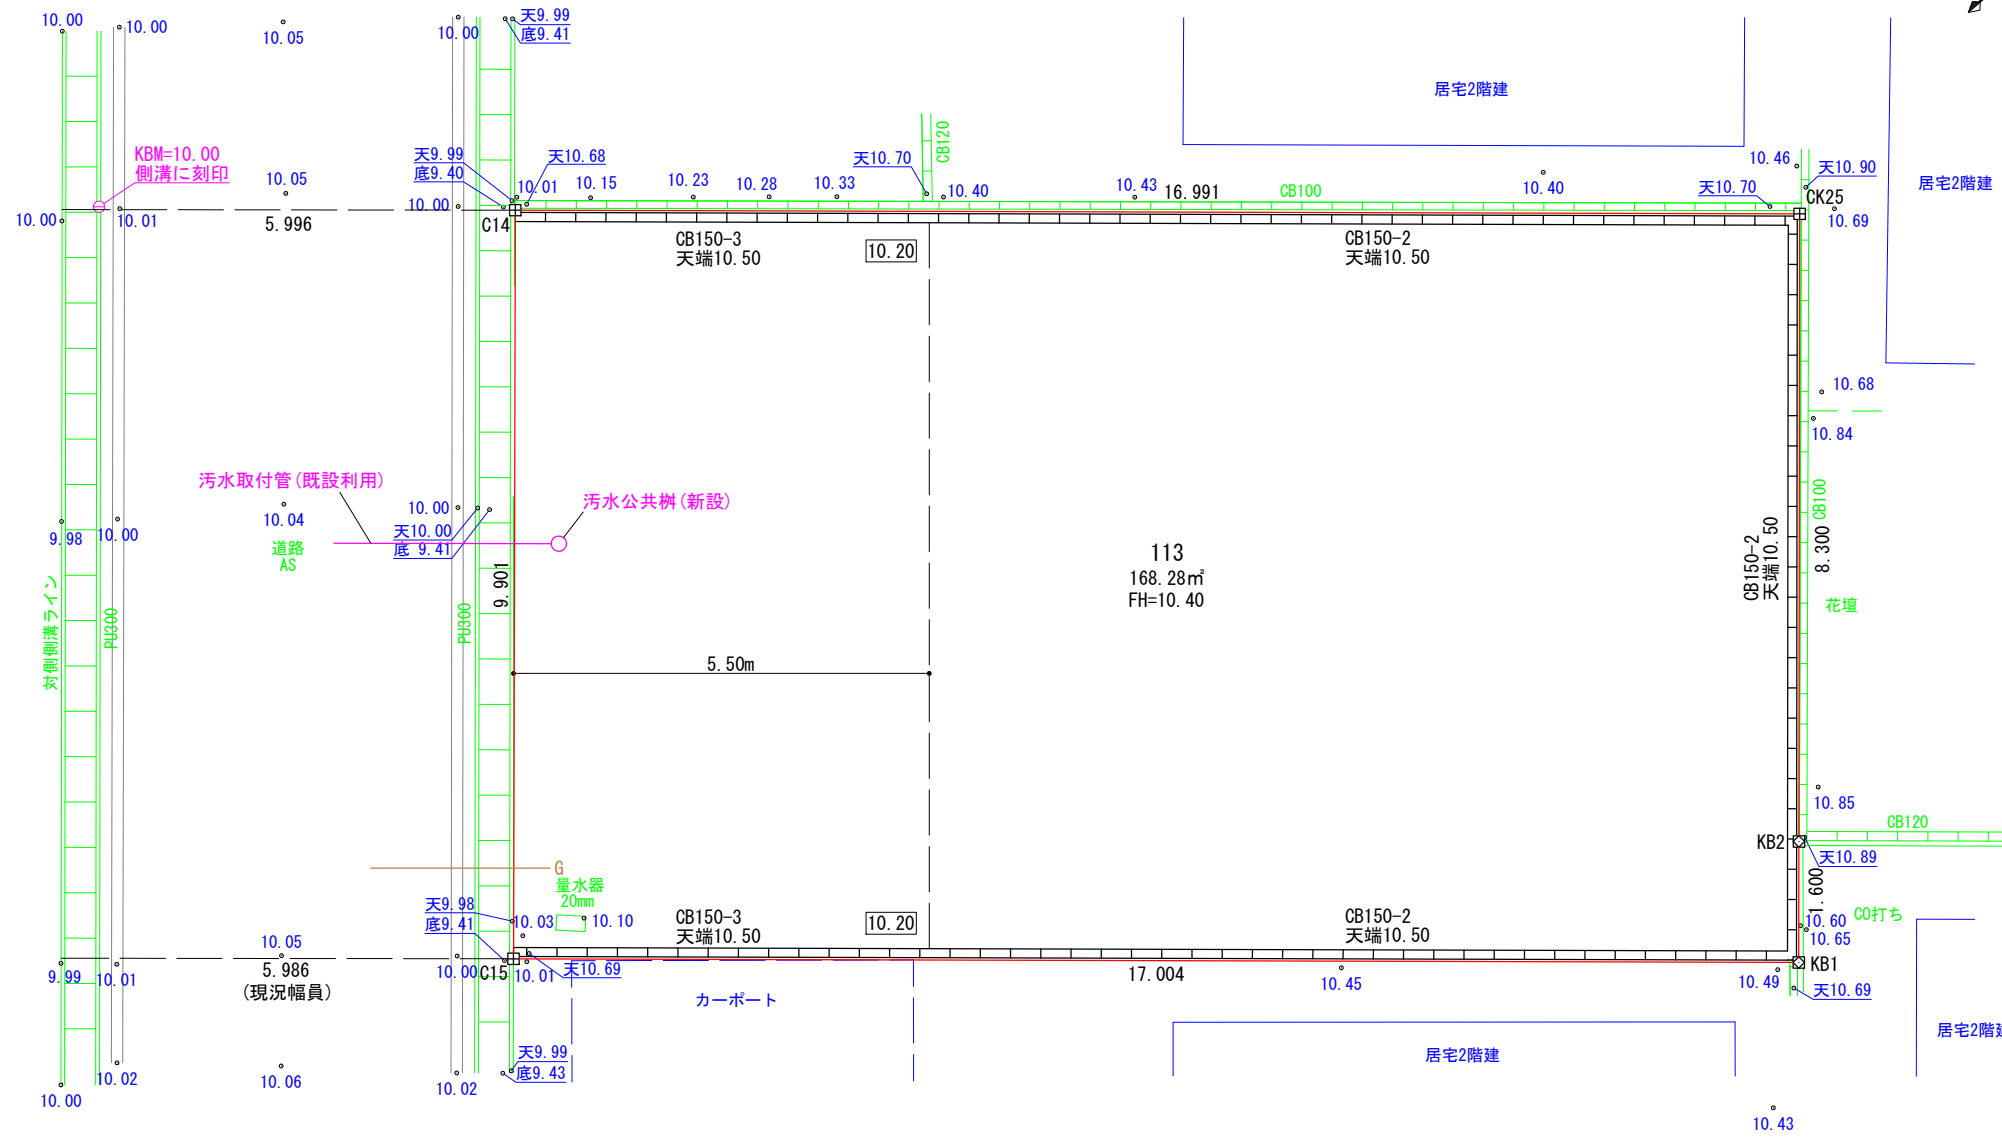 10.00
10.00
10.05
10.00
天9.99
底9.41
居宅2階建
KBM=10.00
側溝に刻印
10.05
天9.99
底9.40
天10.68
10.01
10.15
10.23
10.28
10.33
天10.70
CB120
10.40
10.43
16.991
CB100
10.40
10.46
天10.70
天10.90
CK25
10.69
居宅2階建
10.00
10.01
5.996
10.00
C14
CB150-3
天端10.50
10.20
CB150-2
天端10.50
10.68
10.84
汚水取付管(既設利用)
汚水公共桝(新設)
10.04
道路
AS
10.00
天10.00
底 9.41
9.98
10.00
対側側溝ライン
PU300
PU300
9.901
113
168.28㎡
FH=10.40
CB150-2
天端10.50
CB100
8.300
花壇
5.50m
10.85
CB120
KB2
天10.89
1.600
CO打ち
10.60
10.65
G
量水器
20mm
天9.98
底9.41
10.03
10.10
CB150-3
天端10.50
10.20
CB150-2
天端10.50
10.05
5.986
(現況幅員)
9.99
10.01
10.00
C15
10.01
天10.69
17.004
10.45
KB1
10.49
天10.69
カーポート
居宅2階建
居宅2階建
天9.99
底9.43
10.02
10.06
10.02
10.00
10.43